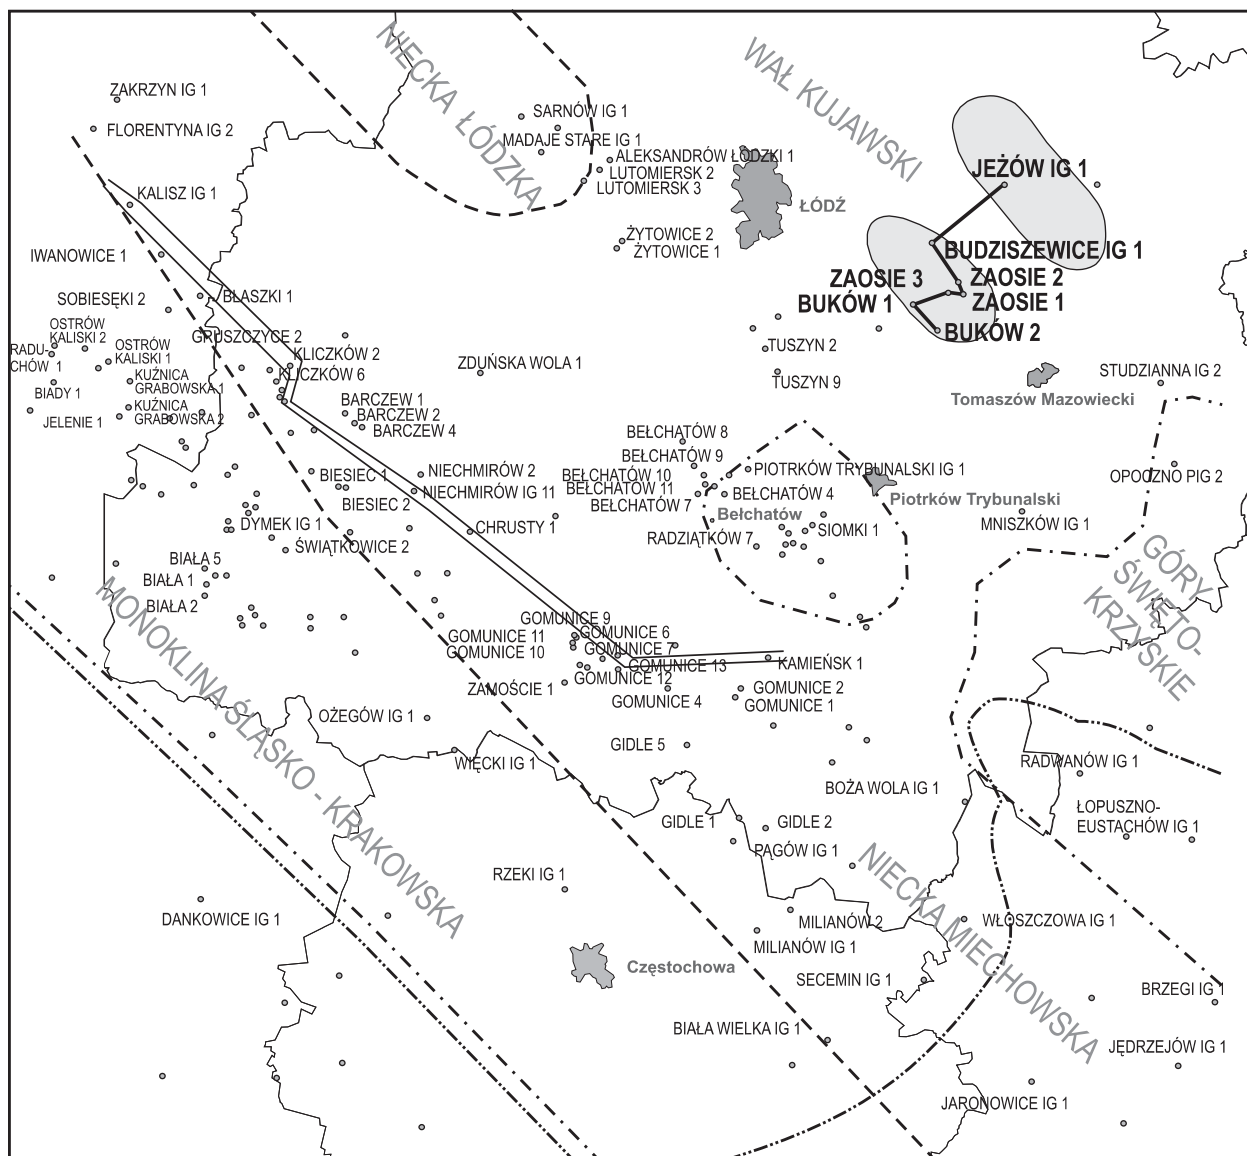 ZAKRZYN IG 1
FLORENTYNA IG 2
KALISZ IG 1
IWANOWICE 1
SOBIESĘKI 2
OSTRÓW
KALISKI 2
RADU-
CHÓW 1
OSTRÓW
KALISKI 1
BIADY 1
KUŹNICA
GRABOWSKA 1
JELENIE 1
KUŹNICA
GRABOWSKA 2
BŁASZKI 1
GRUSZCZYCE 2
KLICZKÓW 2
KLICZKÓW 6
NIECKA ŁÓDZKA
SARNÓW IG 1
MADAJE STARE IG 1
ALEKSANDRÓW ŁÓDZKI 1
LUTOMIERSK 2
LUTOMIERSK 3
ŻYTOWICE 2
ŻYTOWICE 1
WAŁ KUJAWSKI
ŁÓDŹ
JEŻÓW IG 1
BUDZISZEWICE IG 1
ZAOSIE 3
ZAOSIE 2
BUKÓW 1
ZAOSIE 1
BUKÓW 2
TUSZYN 2
TUSZYN 9
ZDUŃSKA WOLA 1
STUDZIANNA IG 2
Tomaszów Mazowiecki
BARCZEW 1
BARCZEW 2
BARCZEW 4
BEŁCHATÓW 8
BEŁCHATÓW 9
BEŁCHATÓW 10
BEŁCHATÓW 11
BEŁCHATÓW 7
PIOTRKÓW TRYBUNALSKI IG 1
BEŁCHATÓW 4
Piotrków Trybunalski
Bełchatów
OPOCZNO PIG 2
MNISZKÓW IG 1
BIESIEC 1
BIESIEC 2
NIECHMIRÓW 2
NIECHMIRÓW IG 11
CHRUSTY 1
RADZIĄTKÓW 7
SIOMKI 1
DYMEK IG 1
ŚWIĄTKOWICE 2
BIAŁA 5
BIAŁA 1
BIAŁA 2
GÓRY
ŚWIĘTO-
KRZYSKIE
MONOKLINA ŚLĄSKO - KRAKOWSKA
GOMUNICE 9
GOMUNICE 11
GOMUNICE 6
GOMUNICE 10
GOMUNICE 7
GOMUNICE 13
GOMUNICE 12
KAMIEŃSK 1
ZAMOŚCIE 1
GOMUNICE 4
GOMUNICE 2
GOMUNICE 1
OŻEGÓW IG 1
WIĘCKI IG 1
GIDLE 5
BOŻA WOLA IG 1
RADWANÓW IG 1
ŁOPUSZNO-
EUSTACHÓW IG 1
GIDLE 1
GIDLE 2
PĄGÓW IG 1
NIECKA MIECHOWSKA
RZEKI IG 1
DANKOWICE IG 1
MILIANÓW 2
MILIANÓW IG 1
WŁOSZCZOWA IG 1
Częstochowa
SECEMIN IG 1
BRZEGI IG 1
BIAŁA WIELKA IG 1
JĘDRZEJÓW IG 1
JARONOWICE IG 1